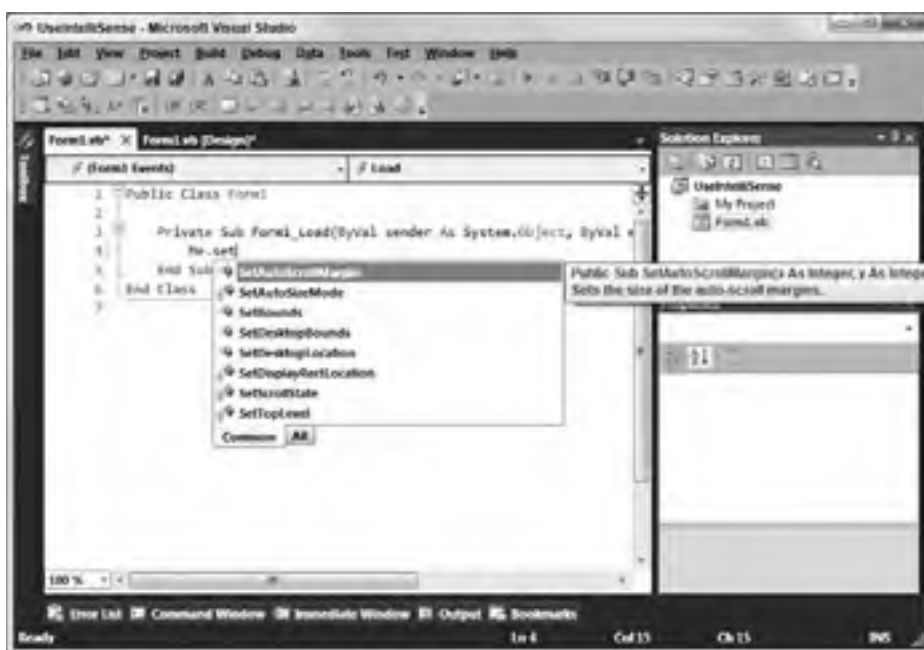 UseIntelliSense - Microsoft Visual Studio
File Edit View Project Build Debug Data Tools Test Window Help
Toolbox
Form1.vb* X Form1.vb [Design]*
(Form1 Events) Load
1 Public Class Form1
2
3 Private Sub Form1_Load(ByVal sender As System.Object, ByVal e
4 Me.set
5 End Sub
6 End Class
7
SetAutoScrollMargin
SetAutoSizeMode
SetBounds
SetDesktopBounds
SetDesktopLocation
SetDisplayRectLocation
SetScrollState
SetTopLevel
Common All
Public Sub SetAutoScrollMargin(x As Integer, y As Intege
Sets the size of the auto-scroll margins.
Solution Explorer
UseIntelliSense
My Project
Form1.vb
100 %
Error List Command Window Immediate Window Output Bookmarks
Ready Ln 4 Col 15 Ch 15 INS